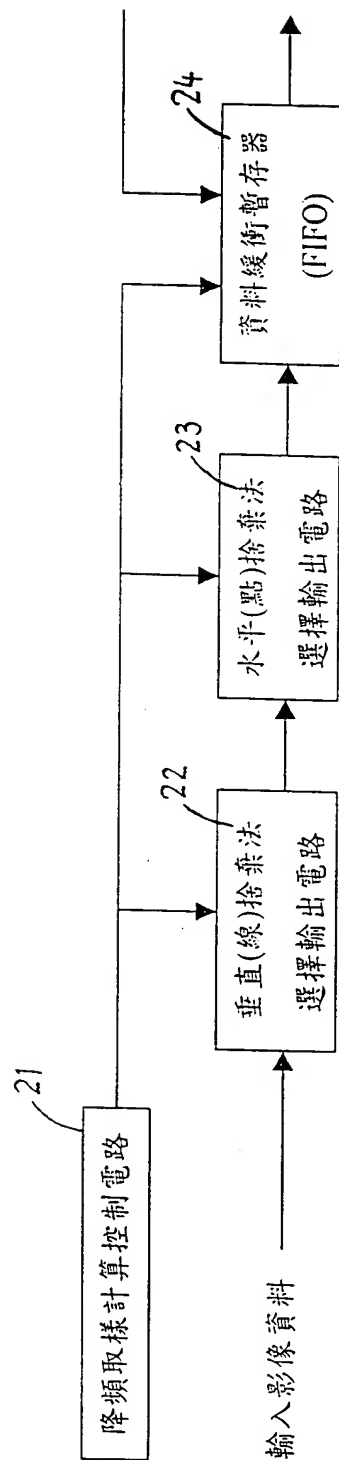 21
降頻取樣計算控制電路
輸入影像資料
22
垂直(線)捨棄法
選擇輸出電路
23
水平(點)捨棄法
選擇輸出電路
24
資料緩衝暫存器
(FIFO)